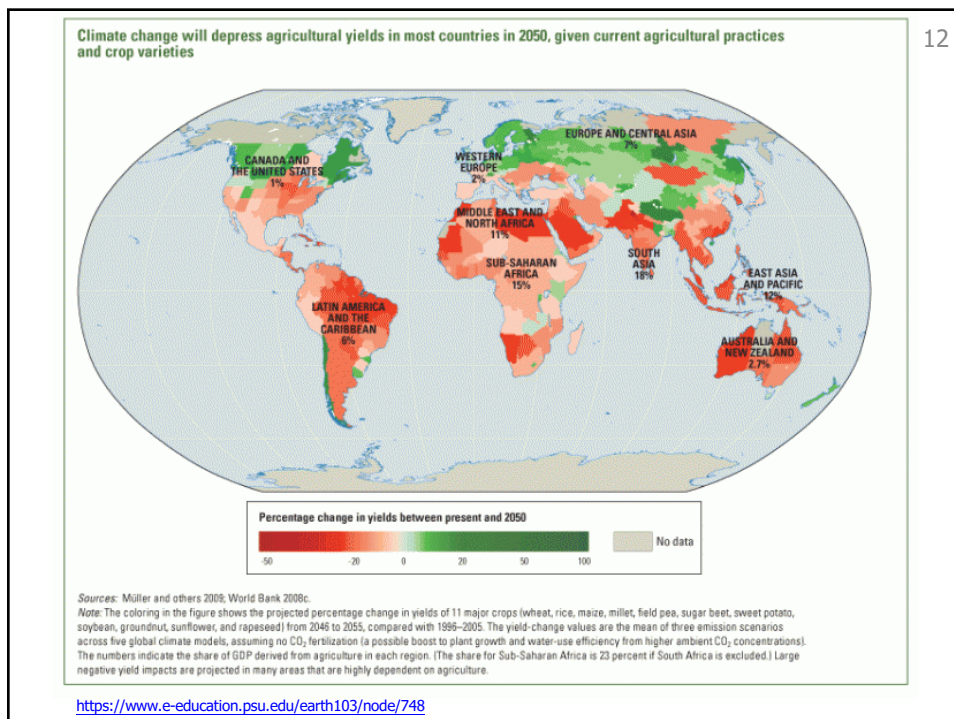 12
Climate change will depress agricultural yields in most countries in 2050, given current agricultural practices
and crop varieties
EUROPE AND CENTRAL ASIA
7%
CANADA AND
THE UNITED STATES
1%
WESTERN
EUROPE
2%
MIDDLE EAST AND
NORTH AFRICA
11%
SUB-SAHARAN
AFRICA
15%
SOUTH
ASIA
18%
EAST ASIA
AND PACIFIC
12%
LATIN AMERICA
AND THE
CARIBBEAN
6%
AUSTRALIA AND
NEW ZEALAND
2.7%
Percentage change in yields between present and 2050
-50 -20 0 20 50 100
No data
Sources: Müller and others 2009; World Bank 2008c.
Note: The coloring in the figure shows the projected percentage change in yields of 11 major crops (wheat, rice, maize, millet, field pea, sugar beet, sweet potato,
soybean, groundnut, sunflower, and rapeseed) from 2046 to 2055, compared with 1996–2005. The yield-change values are the mean of three emission scenarios
across five global climate models, assuming no CO₂ fertilization (a possible boost to plant growth and water-use efficiency from higher ambient CO₂ concentrations).
The numbers indicate the share of GDP derived from agriculture in each region. (The share for Sub-Saharan Africa is 23 percent if South Africa is excluded.) Large
negative yield impacts are projected in many areas that are highly dependent on agriculture.
https://www.e-education.psu.edu/earth103/node/748